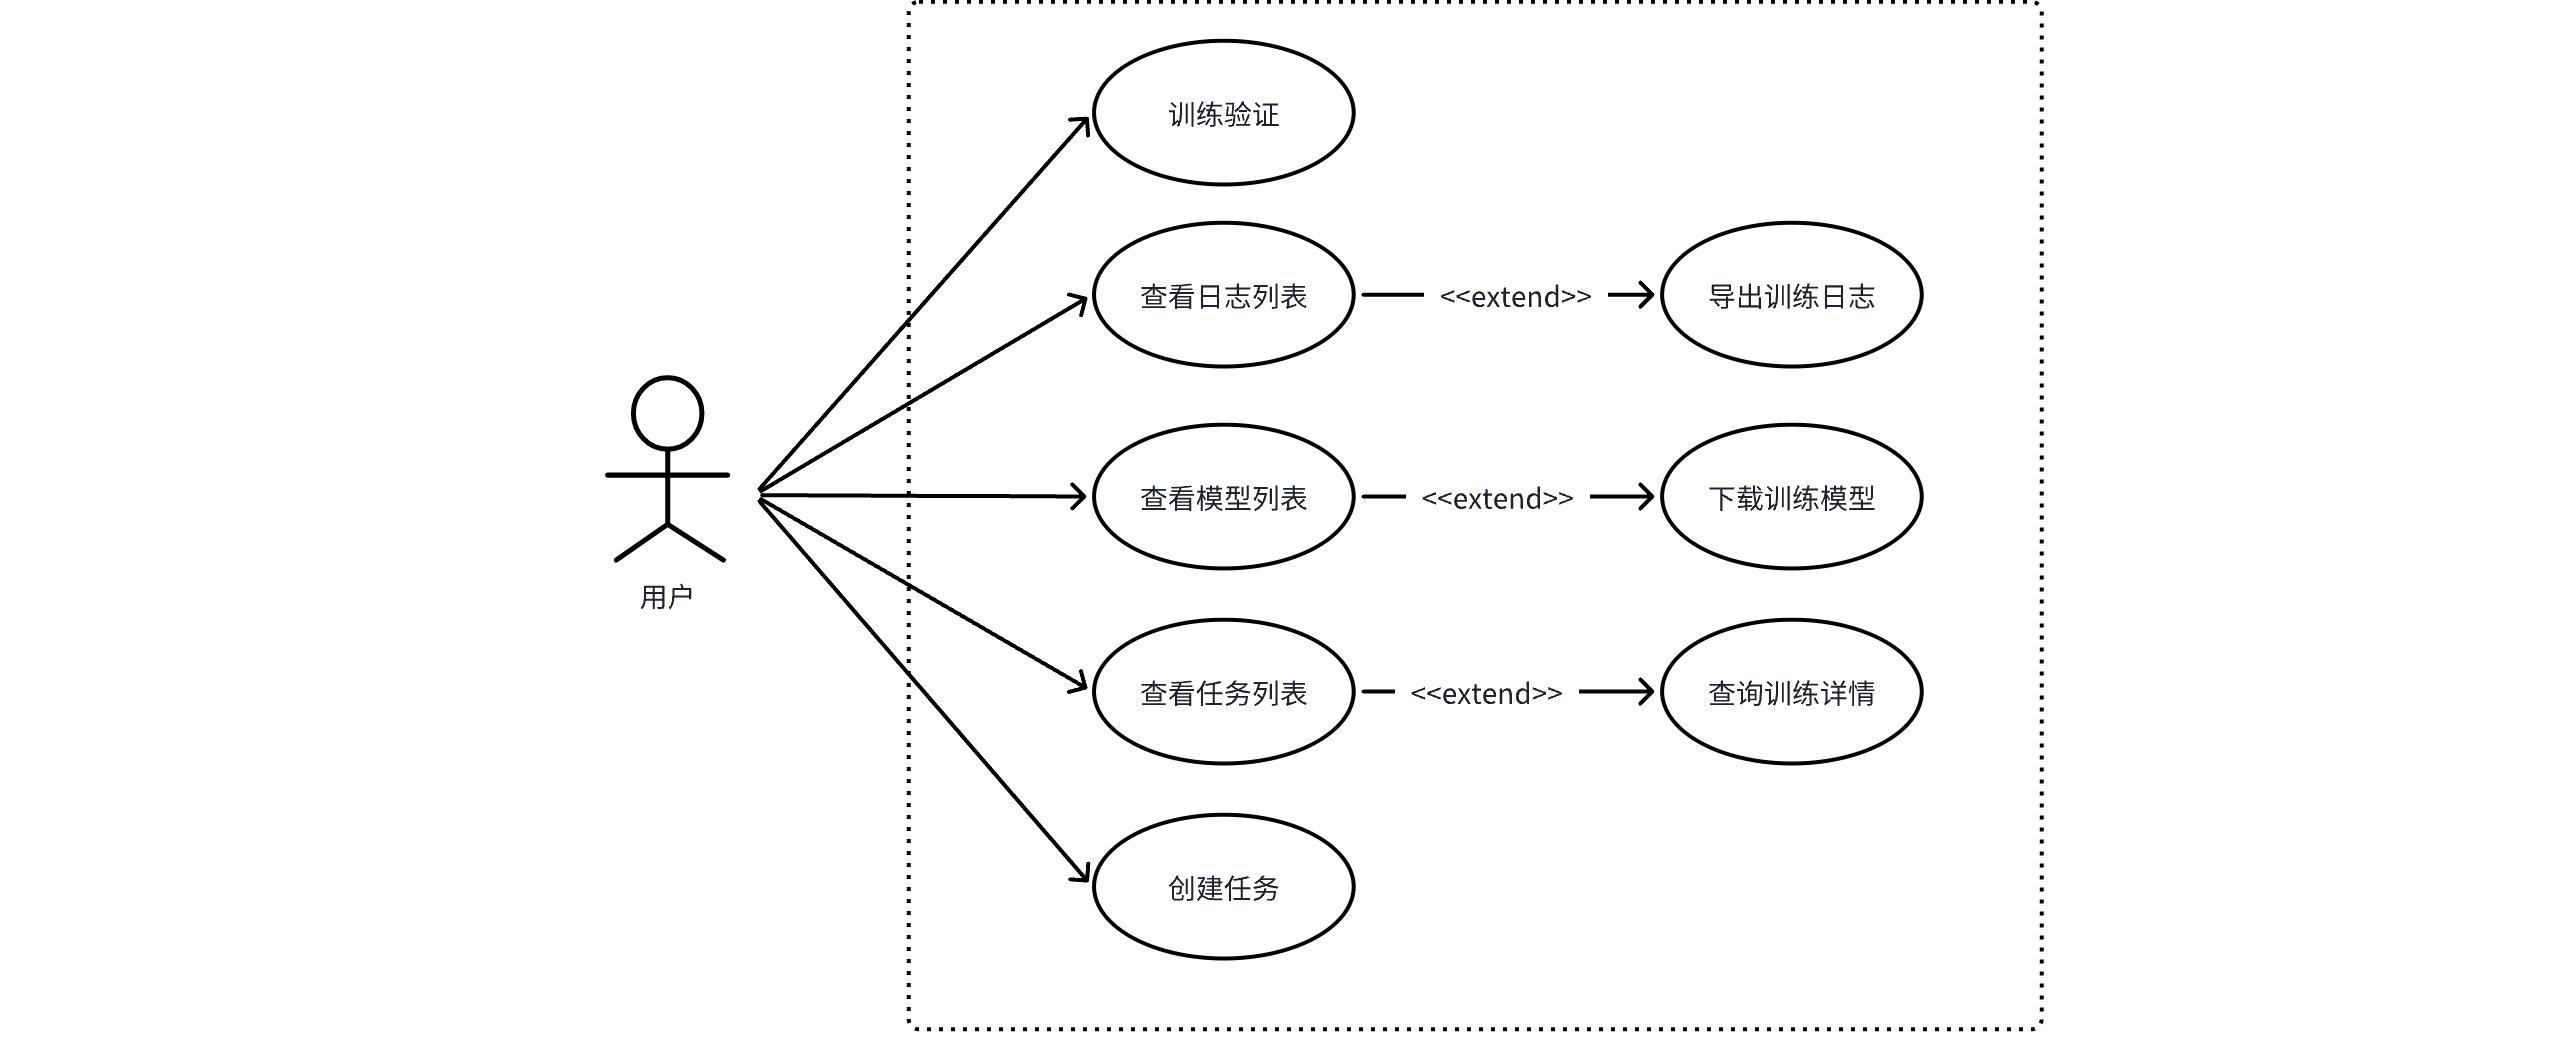 训练验证
查看日志列表
<<extend>>
导出训练日志
查看模型列表
<<extend>>
下载训练模型
用户
查看任务列表
<<extend>>
查询训练详情
创建任务